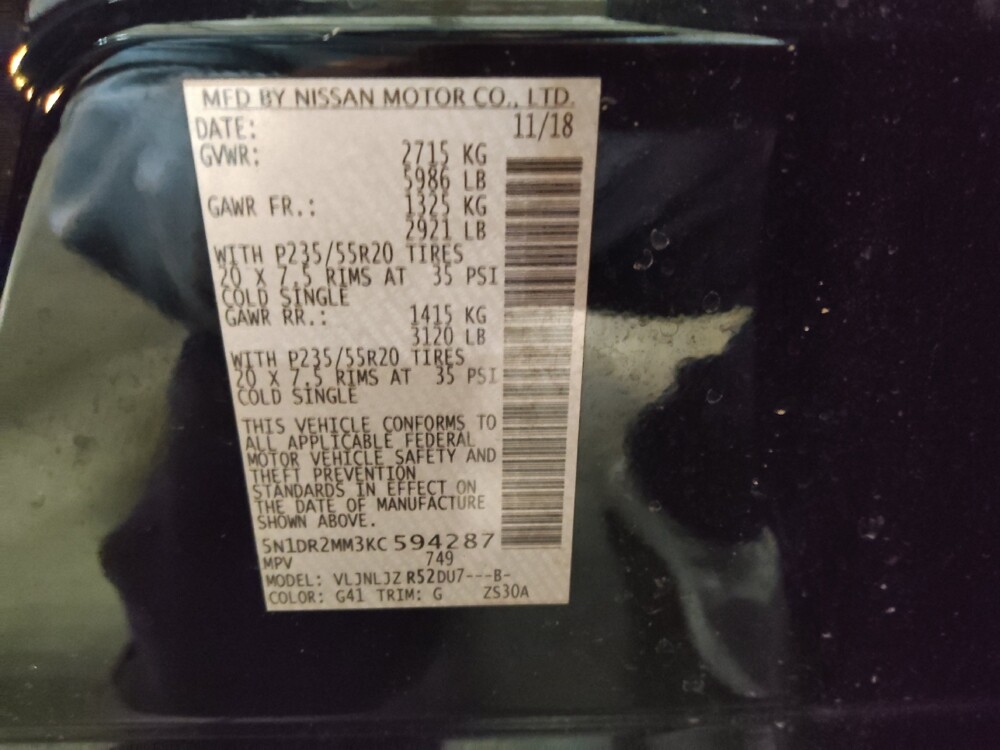 MFD BY NISSAN MOTOR CO., LTD.
DATE: 11/18
GVWR: 2715 KG
5986 LB
GAWR FR.: 1325 KG
2921 LB
WITH P235/55R20 TIRES
20 X 7.5 RIMS AT 35 PSI
COLD SINGLE
GAWR RR.: 1415 KG
3120 LB
WITH P235/55R20 TIRES
20 X 7.5 RIMS AT 35 PSI
COLD SINGLE
THIS VEHICLE CONFORMS TO
ALL APPLICABLE FEDERAL
MOTOR VEHICLE SAFETY AND
THEFT PREVENTION
STANDARDS IN EFFECT ON
THE DATE OF MANUFACTURE
SHOWN ABOVE.
5N1DR2MM3KC594287
MPV 749
MODEL: VLJNLJZ R52DU7---B-
COLOR: G41 TRIM: G ZS30A